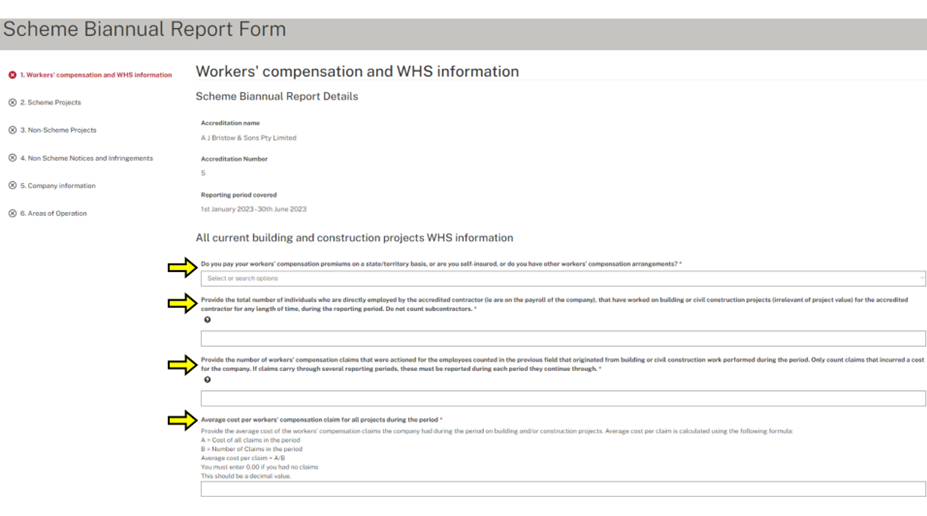 Scheme Biannual Report Form
1. Workers' compensation and WHS information
2. Scheme Projects
3. Non-Scheme Projects
4. Non Scheme Notices and Infringements
5. Company information
6. Areas of Operation
Workers' compensation and WHS information
Scheme Biannual Report Details
Accreditation name
A J Bristow & Sons Pty Limited
Accreditation Number
5
Reporting period covered
1st January 2023-30th June 2023
All current building and construction projects WHS information
Do you pay your workers' compensation premiums on a state/territory basis, or are you self-insured, or do you have other workers' compensation arrangements? *
Select or search options
Provide the total number of individuals who are directly employed by the accredited contractor (ie are on the payroll of the company), that have worked on building or civil construction projects (irrelevant of project value) for the accredited
contractor for any length of time, during the reporting period. Do not count subcontractors. *
Provide the number of workers' compensation claims that were actioned for the employees counted in the previous field that originated from building or civil construction work performed during the period. Only count claims that incurred a cost
for the company. If claims carry through several reporting periods, these must be reported during each period they continue through. *
Average cost per workers' compensation claim for all projects during the period *
Provide the average cost of the workers' compensation claims the company had during the period on building and/or construction projects. Average cost per claim is calculated using the following formula:
A = Cost of all claims in the period
B = Number of Claims in the period
Average cost per claim = A/B
You must enter 0.00 if you had no claims
This should be a decimal value.